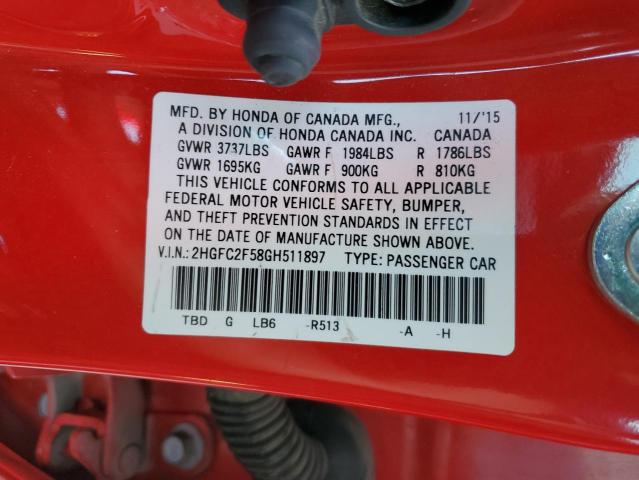 MFD. BY HONDA OF CANADA MFG., 11/'15
A DIVISION OF HONDA CANADA INC. CANADA
GVWR 3737LBS GAWR F 1984LBS R 1786LBS
GVWR 1695KG GAWR F 900KG R 810KG
THIS VEHICLE CONFORMS TO ALL APPLICABLE
FEDERAL MOTOR VEHICLE SAFETY, BUMPER,
AND THEFT PREVENTION STANDARDS IN EFFECT
ON THE DATE OF MANUFACTURE SHOWN ABOVE.
V.I.N.: 2HGFC2F58GH511897 TYPE: PASSENGER CAR
TBD G LB6 -R513 -A -H